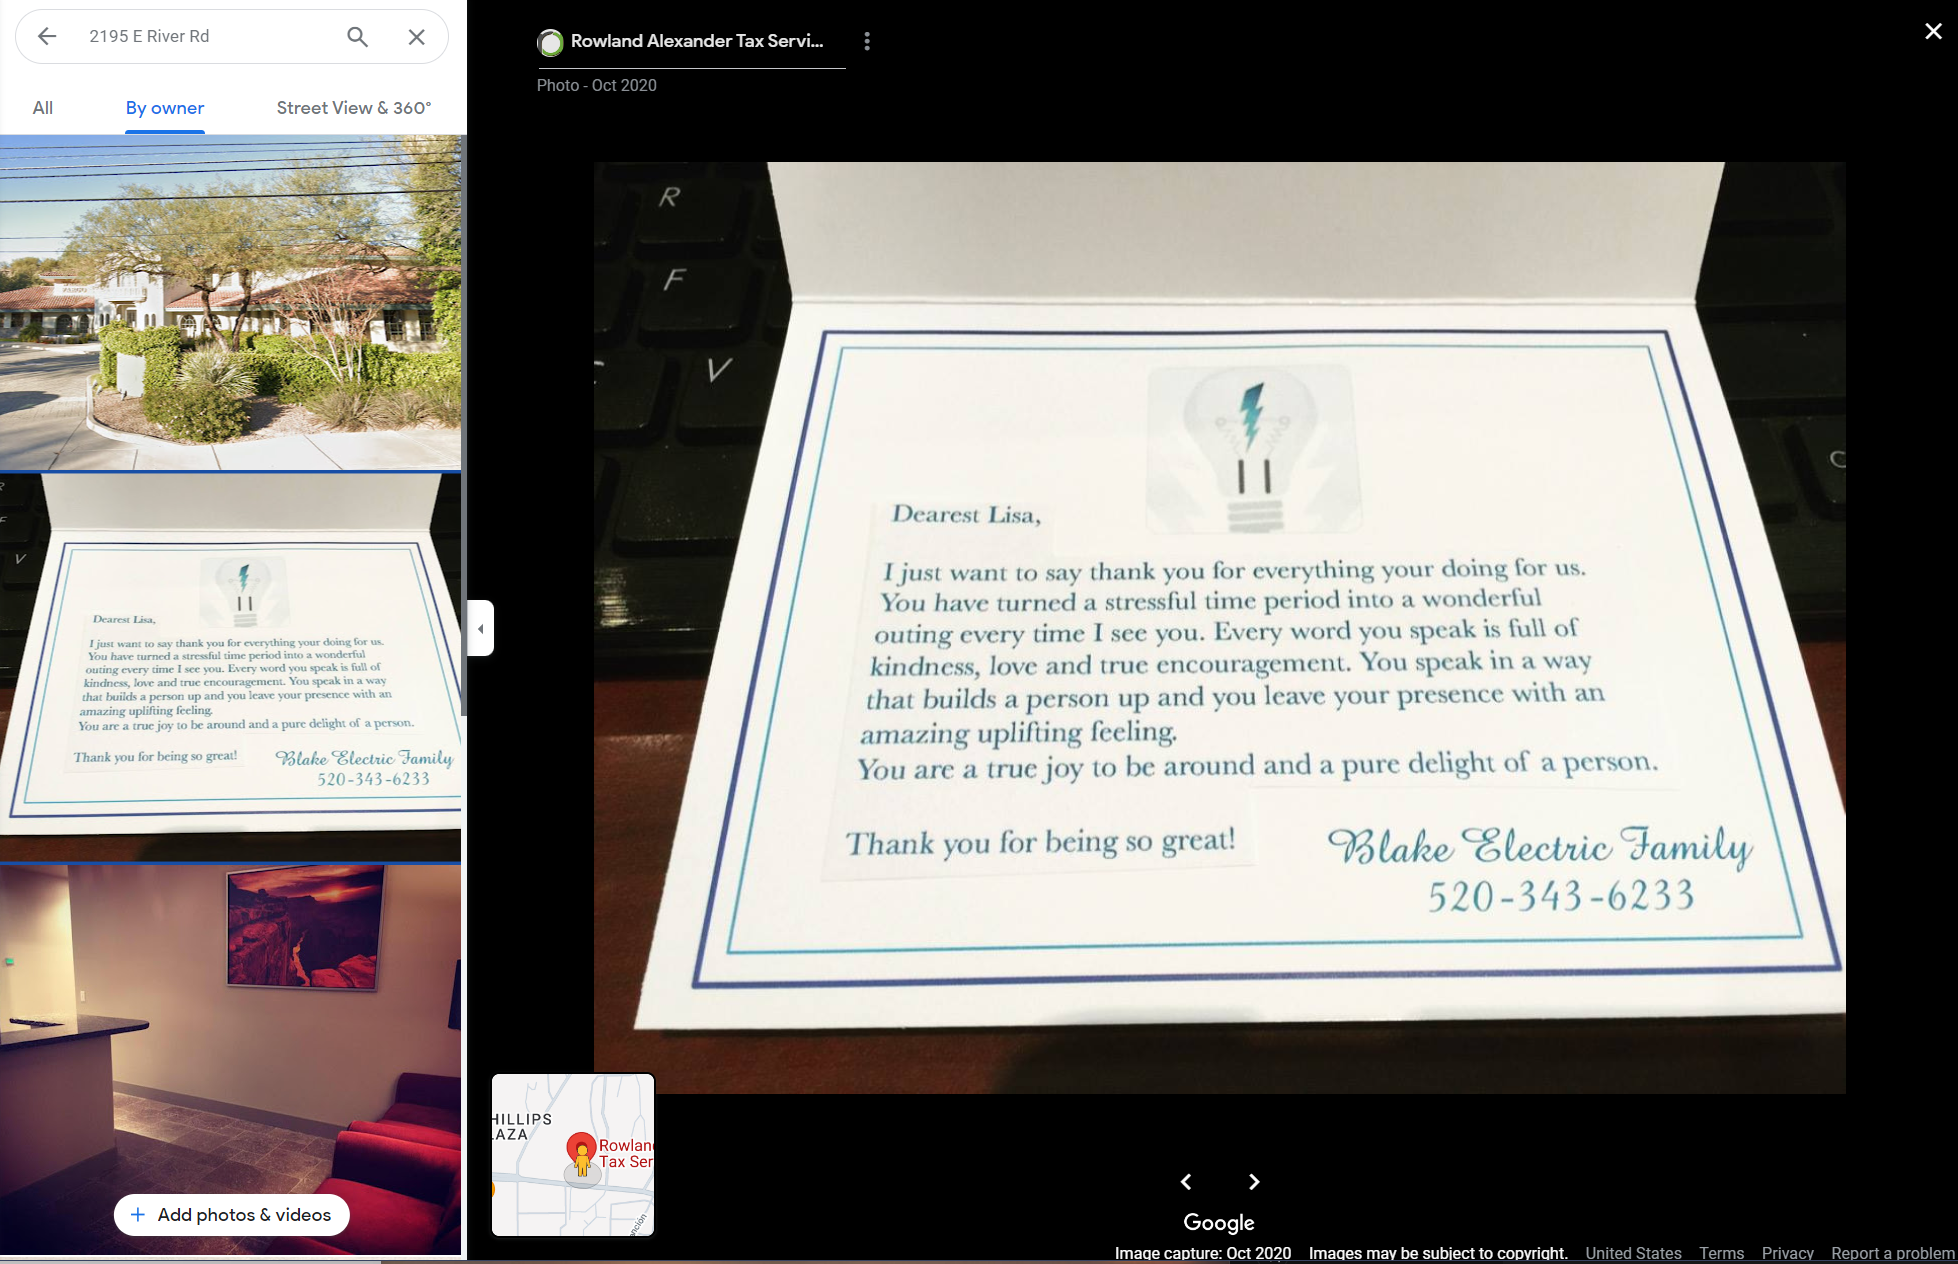 2195 E River Rd
All
By owner
Street View & 360°
Dearest Lisa,
I just want to say thank you for everything your doing for us.
You have turned a stressful time period into a wonderful
outing every time I see you. Every word you speak is full of
kindness, love and true encouragement. You speak in a way
that builds a person up and you leave your presence with an
amazing uplifting feeling.
You are a true joy to be around and a pure delight of a person.
Thank you for being so great!
Blake Electric Family
520-343-6233
Add photos & videos
Rowland Alexander Tax Servi...
Photo - Oct 2020
R
F
V
C
Dearest Lisa,
I just want to say thank you for everything your doing for us.
You have turned a stressful time period into a wonderful
outing every time I see you. Every word you speak is full of
kindness, love and true encouragement. You speak in a way
that builds a person up and you leave your presence with an
amazing uplifting feeling.
You are a true joy to be around and a pure delight of a person.
Thank you for being so great!
Blake Electric Family
520-343-6233
HILLIPS
LAZA
Rowlan
Tax Ser
Google
Image capture: Oct 2020 Images may be subject to copyright. United States Terms Privacy Report a problem